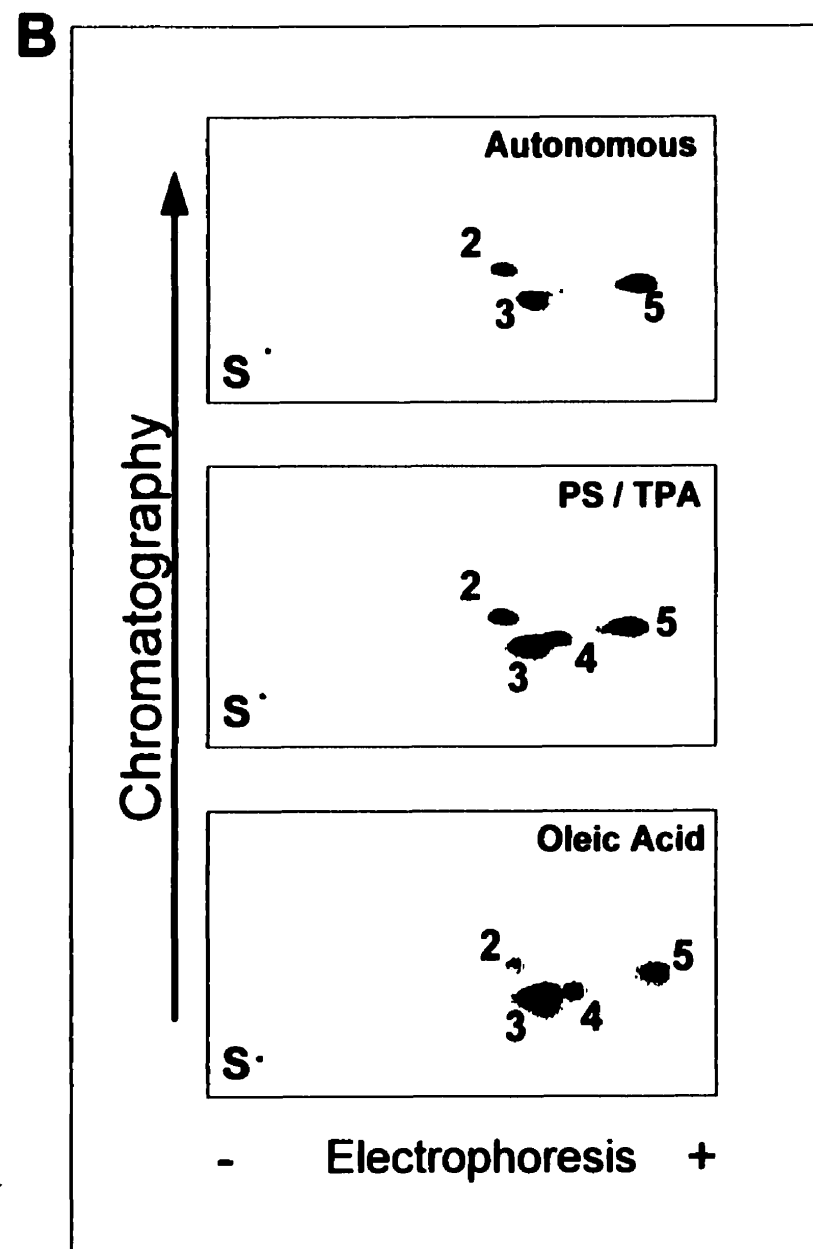 B
Autonomous
2
3
5
S
PS / TPA
2
3
4
5
S
Oleic Acid
2
3
4
5
S
Chromatography
- Electrophoresis +